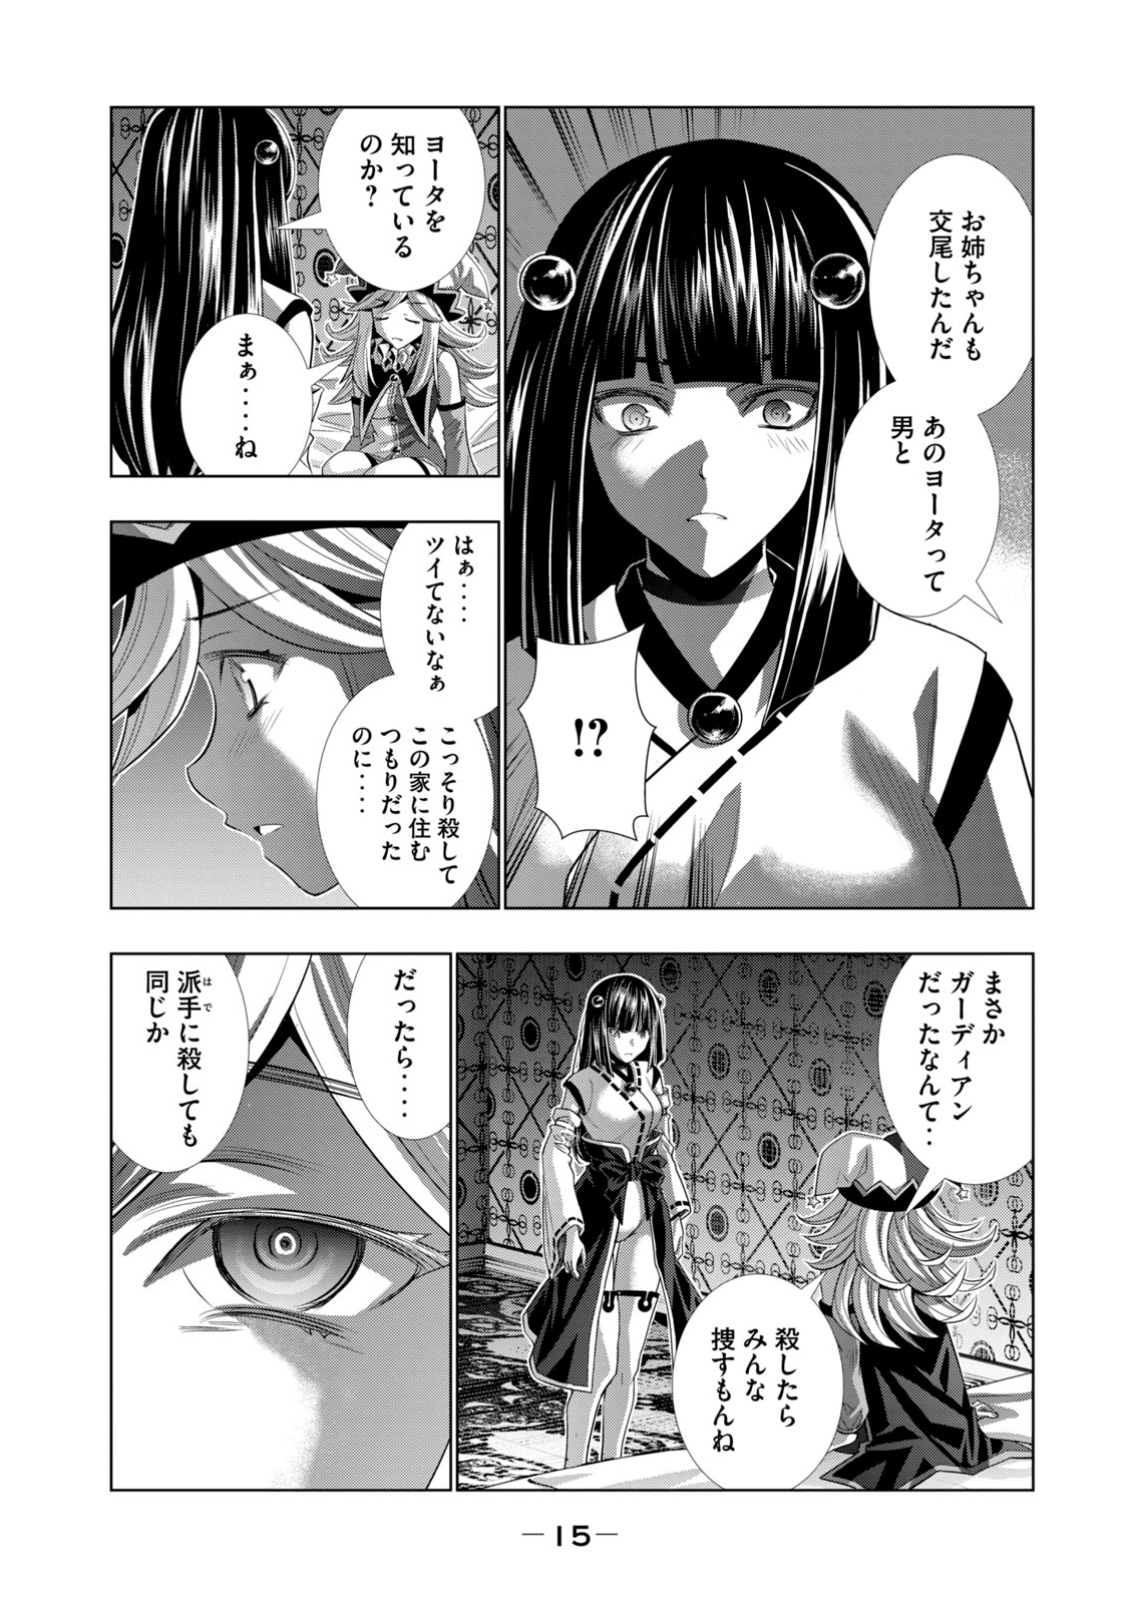 お姉ちゃんも
交尾したんだ
あのヨータって
男と
!?
ヨータを
知っている
のか?
まぁ‥‥
‥‥ね
はぁ‥‥
ツイてないなぁ
こっそり殺して
この家に住む
つもりだった
のに‥‥
まさか
ガーディアン
だったなんて‥
殺したら
みんな
捜すもんね
だったら‥‥
派手に殺しても
はで
同じか
—15—